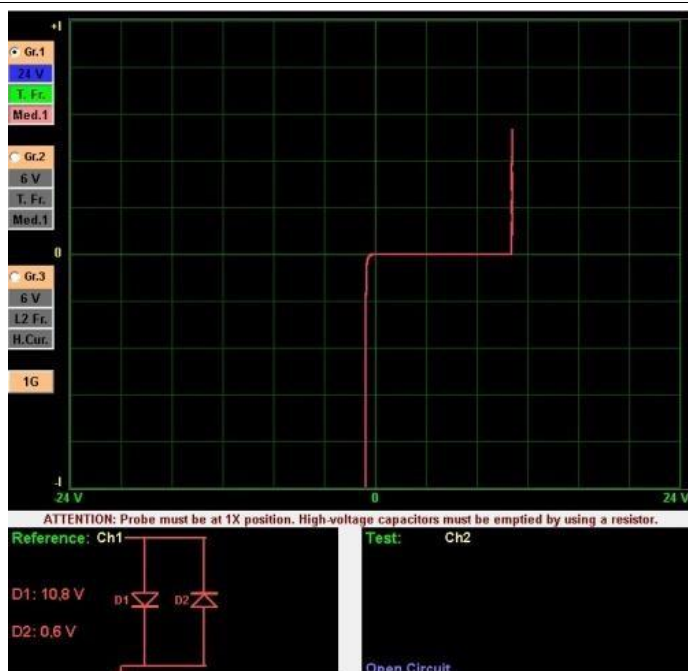 +I
Gr.1
24 V
T. Fr.
Med.1
Gr.2
6 V
T. Fr.
Med.1
0
Gr.3
6 V
L2 Fr.
H.Cur.
1G
-I
-24 V 0 24 V
ATTENTION: Probe must be at 1X position. High-voltage capacitors must be emptied by using a resistor.
Reference: Ch1
D1: 10,8 V
D1 D2
D2: 0,6 V
Test: Ch2
Open Circuit